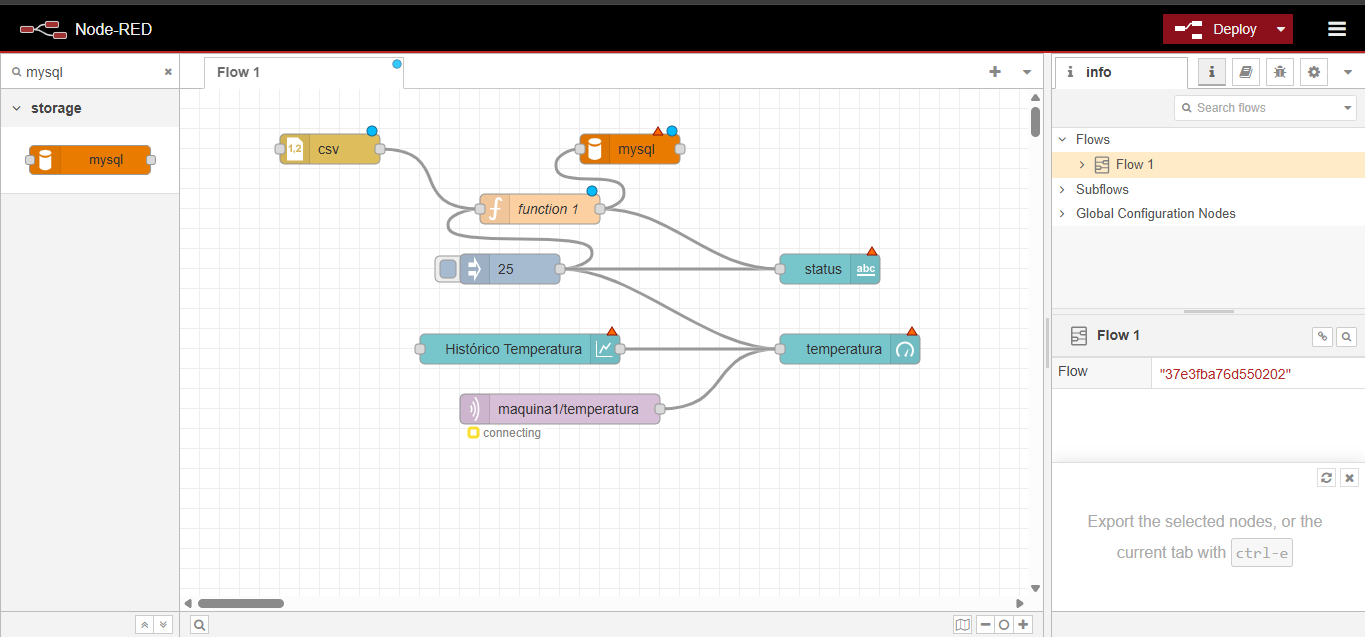 Node-RED
Deploy
mysql
Flow 1
info
Search flows
storage
mysql
1,2 csv
mysql
function 1
25
status abc
Histórico Temperatura
temperatura
maquina1/temperatura
connecting
Flows
Flow 1
Subflows
Global Configuration Nodes
Flow 1
Flow "37e3fba76d550202"
Export the selected nodes, or the
current tab with ctrl-e